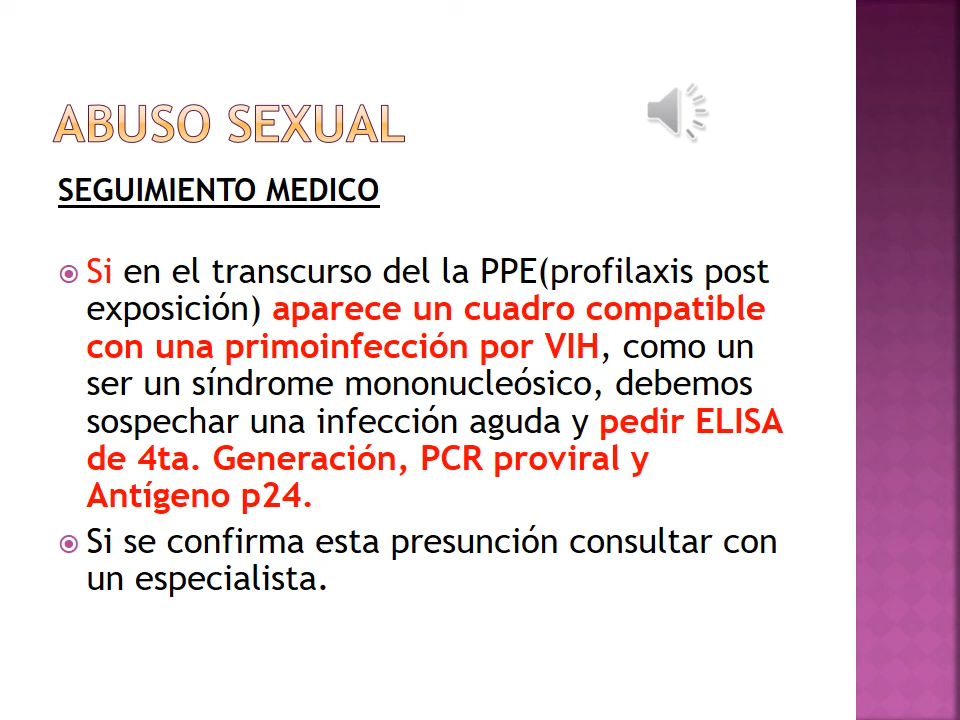 ABUSO SEXUAL
SEGUIMIENTO MEDICO
Si en el transcurso del la PPE(profilaxis post
exposición) aparece un cuadro compatible
con una primoinfección por VIH, como un
ser un síndrome mononucleósico, debemos
sospechar una infección aguda y pedir ELISA
de 4ta. Generación, PCR proviral y
Antígeno p24.
Si se confirma esta presunción consultar con
un especialista.